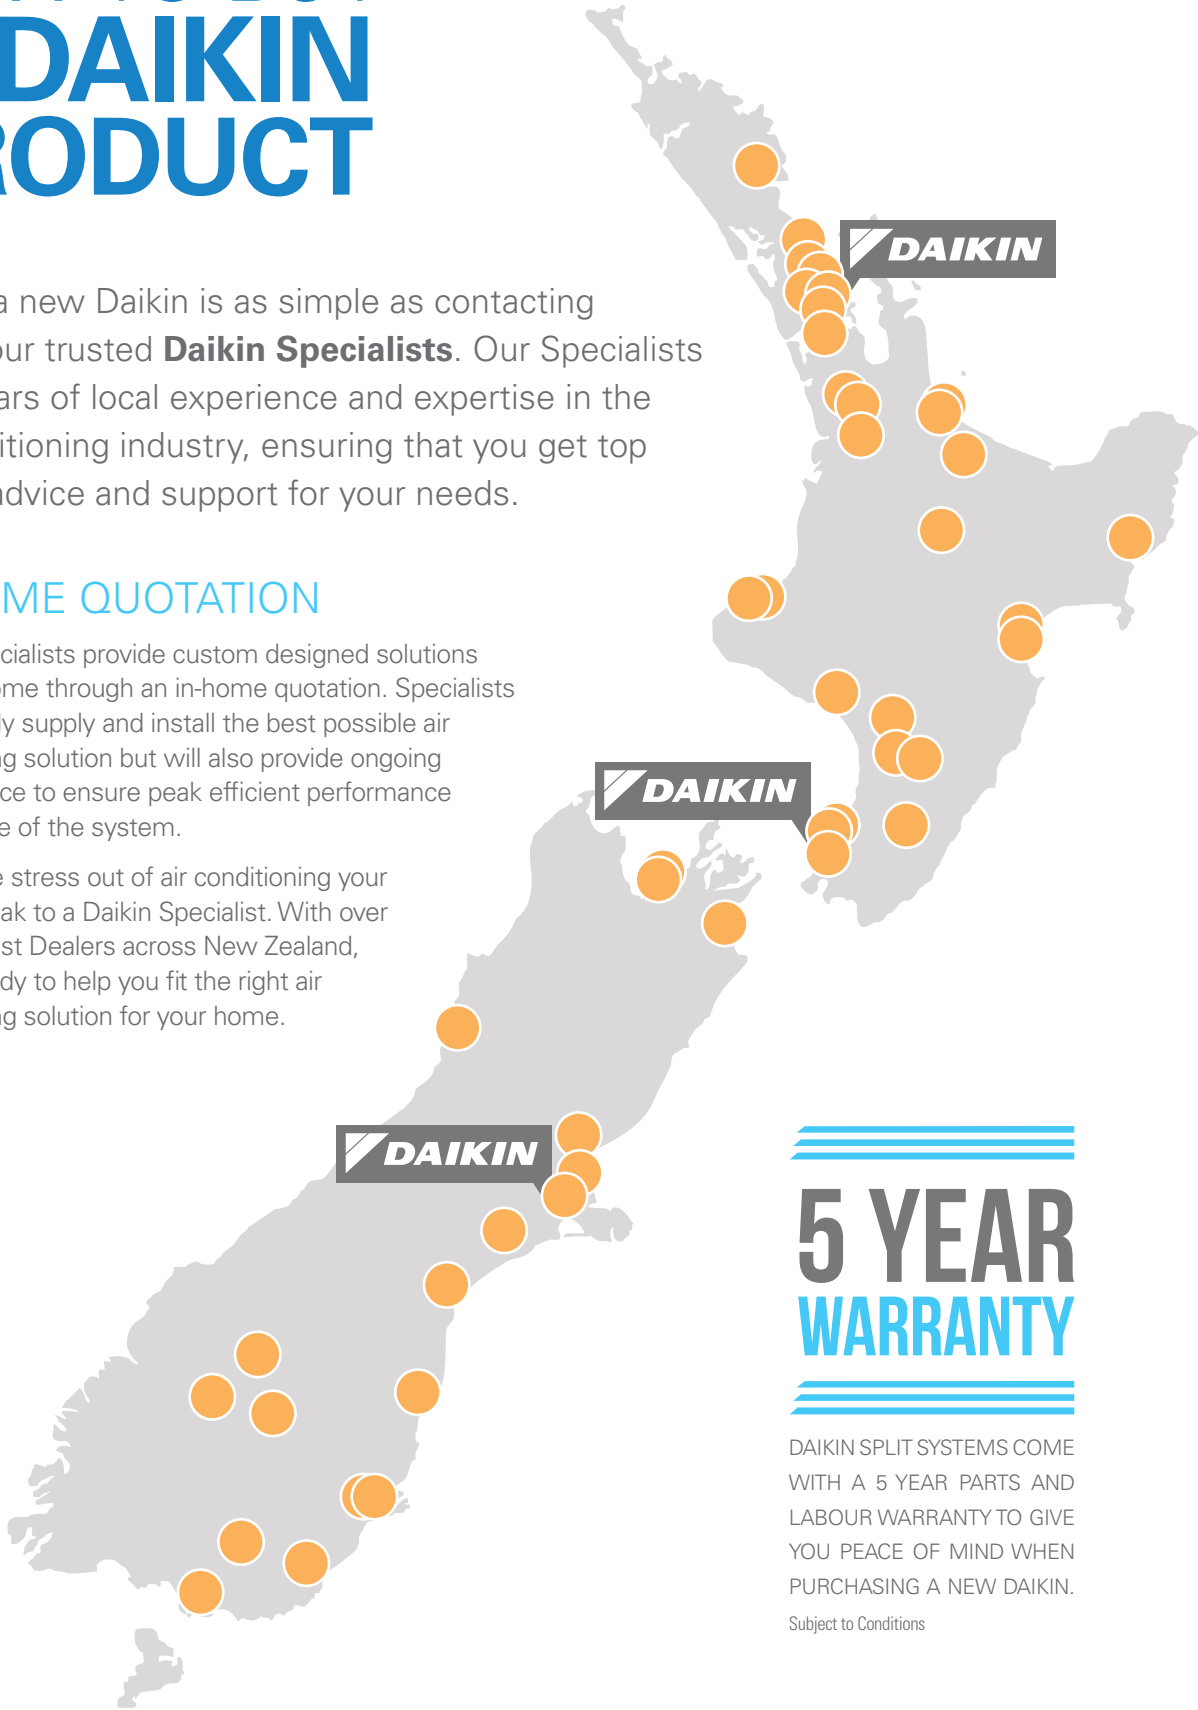 DAIKIN
RODUCT
a new Daikin is as simple as contacting
our trusted Daikin Specialists. Our Specialists
ars of local experience and expertise in the
itioning industry, ensuring that you get top
advice and support for your needs.
ME QUOTATION
cialists provide custom designed solutions
ome through an in-home quotation. Specialists
ly supply and install the best possible air
ng solution but will also provide ongoing
ce to ensure peak efficient performance
e of the system.
e stress out of air conditioning your
ak to a Daikin Specialist. With over
st Dealers across New Zealand,
dy to help you fit the right air
ng solution for your home.
DAIKIN
DAIKIN
DAIKIN
5 YEAR
WARRANTY
DAIKIN SPLIT SYSTEMS COME
WITH A 5 YEAR PARTS AND
LABOUR WARRANTY TO GIVE
YOU PEACE OF MIND WHEN
PURCHASING A NEW DAIKIN.
Subject to Conditions